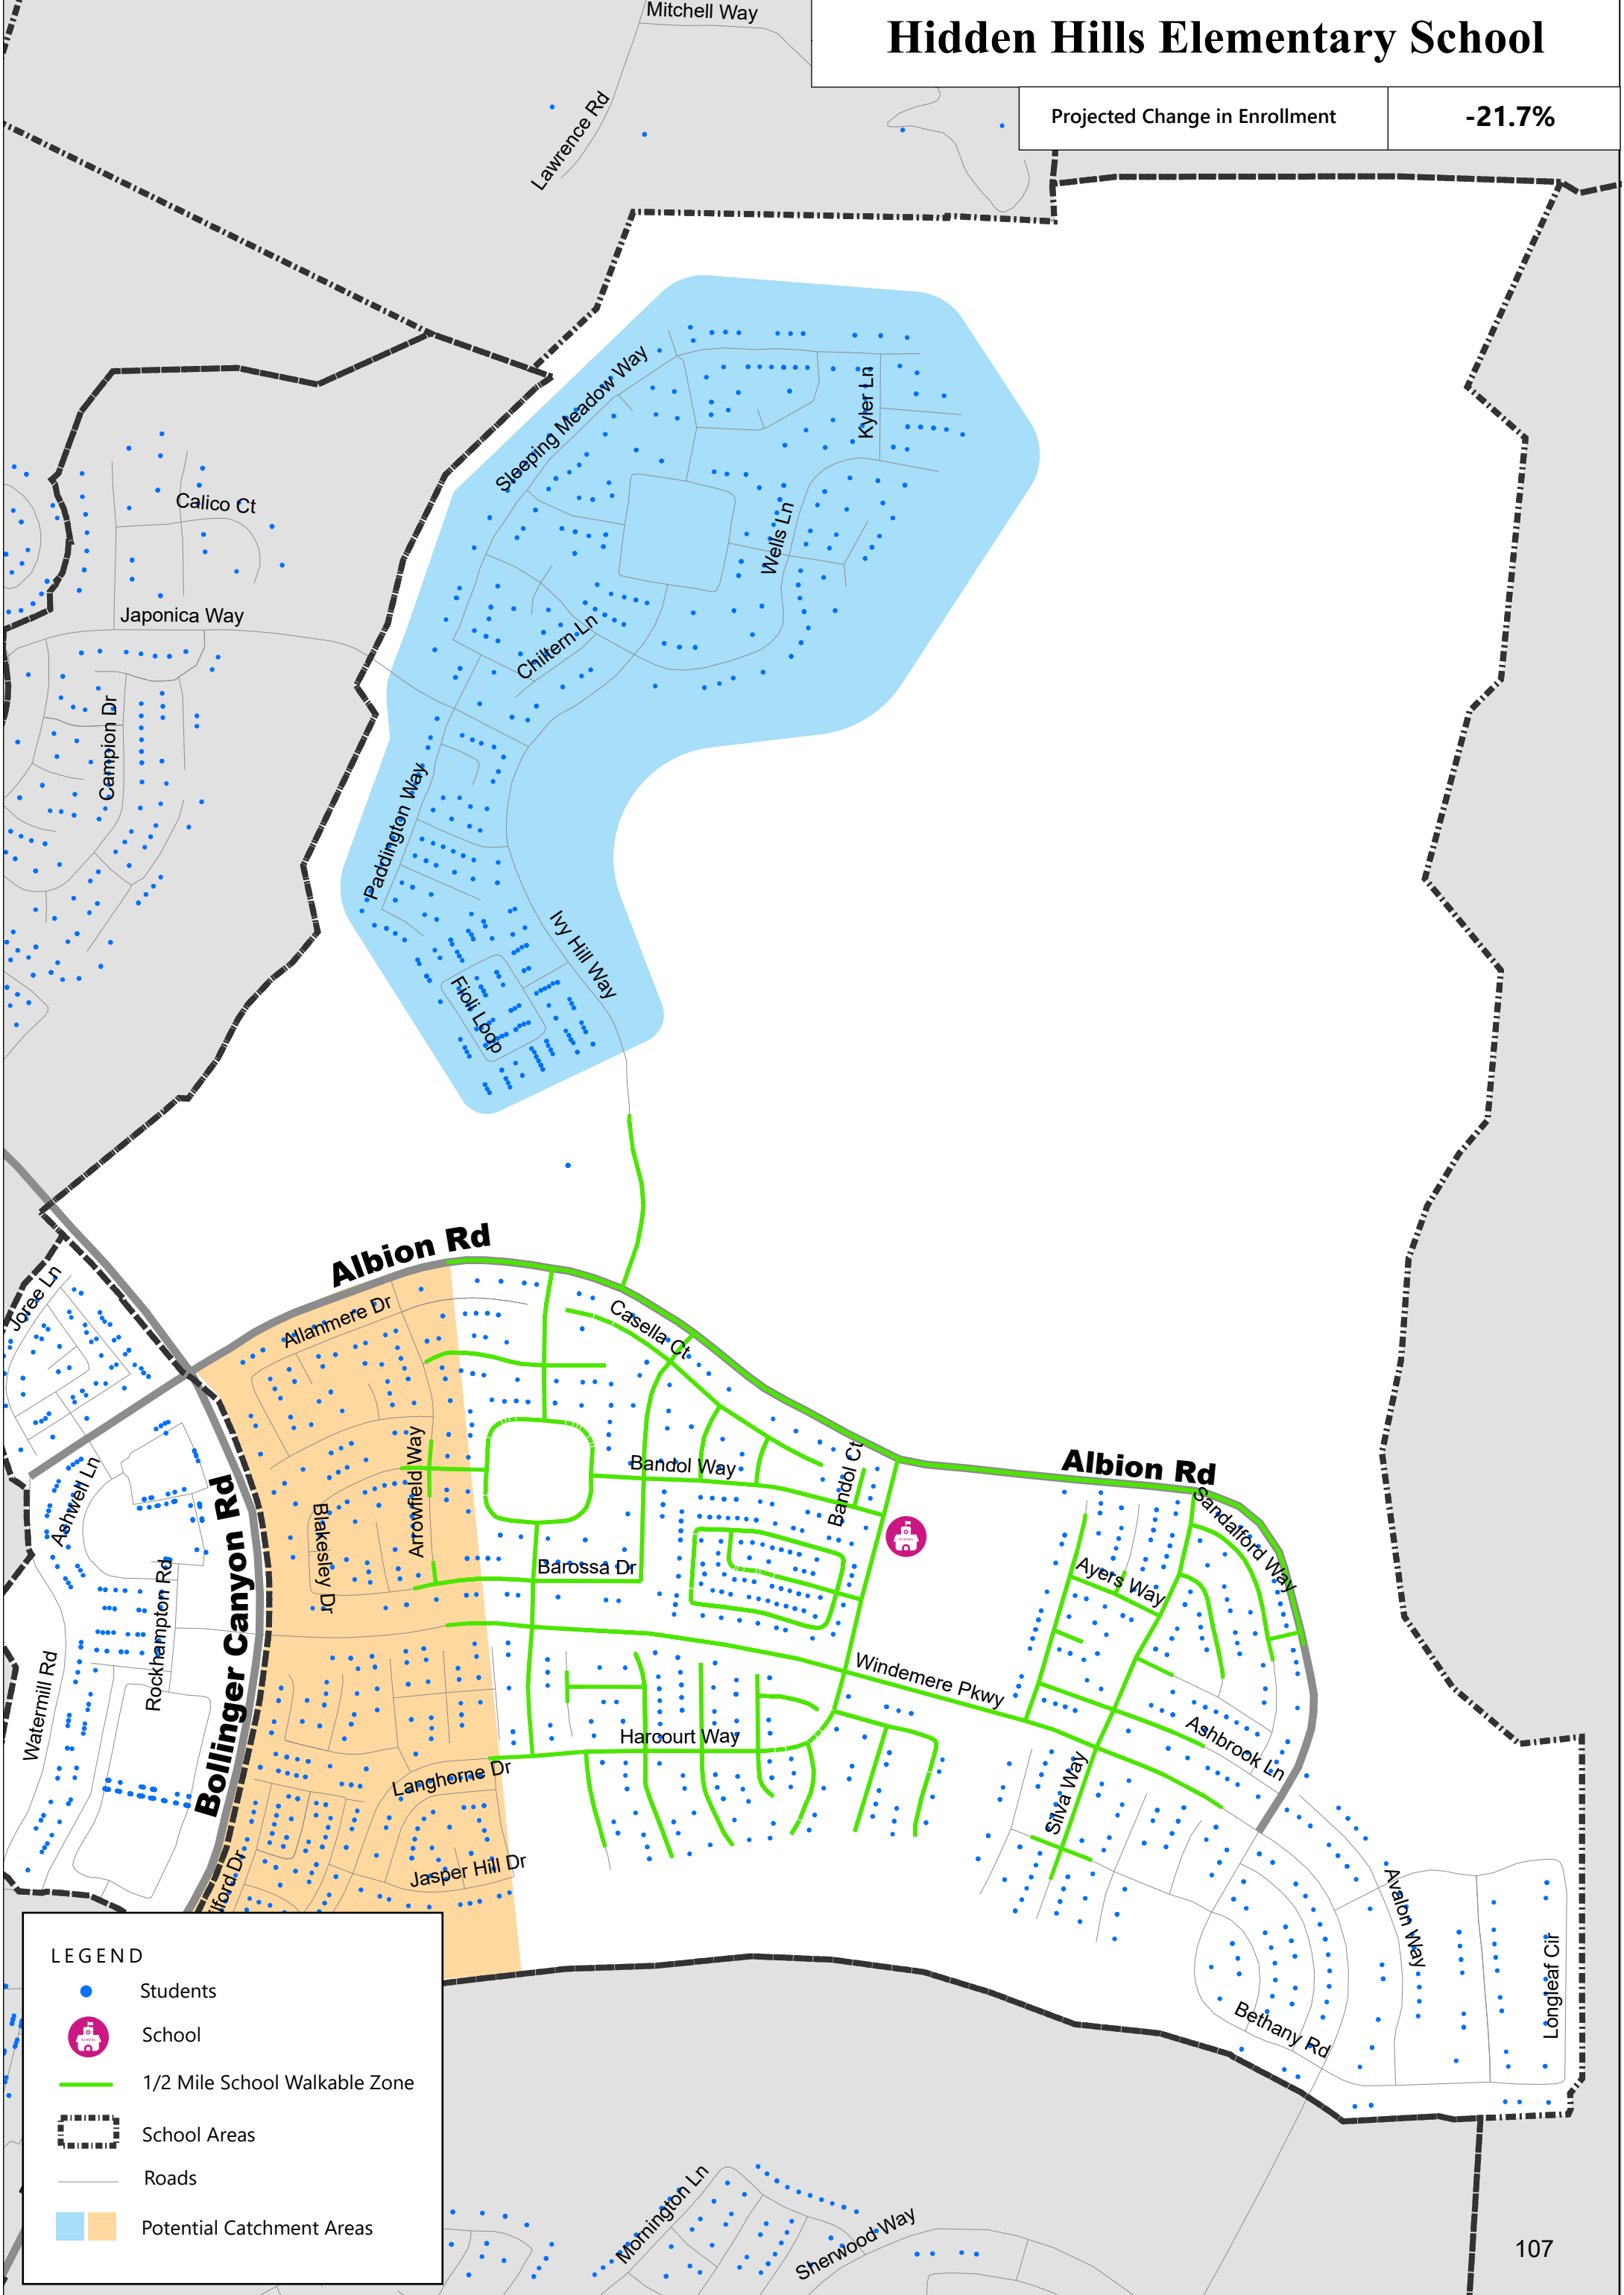 Hidden Hills Elementary School
Projected Change in Enrollment
-21.7%
Mitchell Way
Lawrence Rd
Sleeping Meadow Way
Kyler Ln
Calico Ct
Wells Ln
Japonica Way
Chiltern Ln
Campion Dr
Paddington Way
Ivy Hill Way
Fioli Loop
Albion Rd
Joree Ln
Allanmere Dr
Casella Ct
Arrowfield Way
Bandol Way
Bandol Ct
Albion Rd
Sandalford Way
Ashwell Ln
Blakesley Dr
Barossa Dr
Ayers Way
Rockhampton Rd
Bollinger Canyon Rd
Watermill Rd
Windemere Pkwy
Harcourt Way
Ashbrook Ln
Langhorne Dr
Silva Way
Jasper Hill Dr
ilford Dr
Avalon Way
Longleaf Cir
Bethany Rd
LEGEND
Students
School
1/2 Mile School Walkable Zone
School Areas
Roads
Potential Catchment Areas
Mornington Ln
Sherwood Way
107